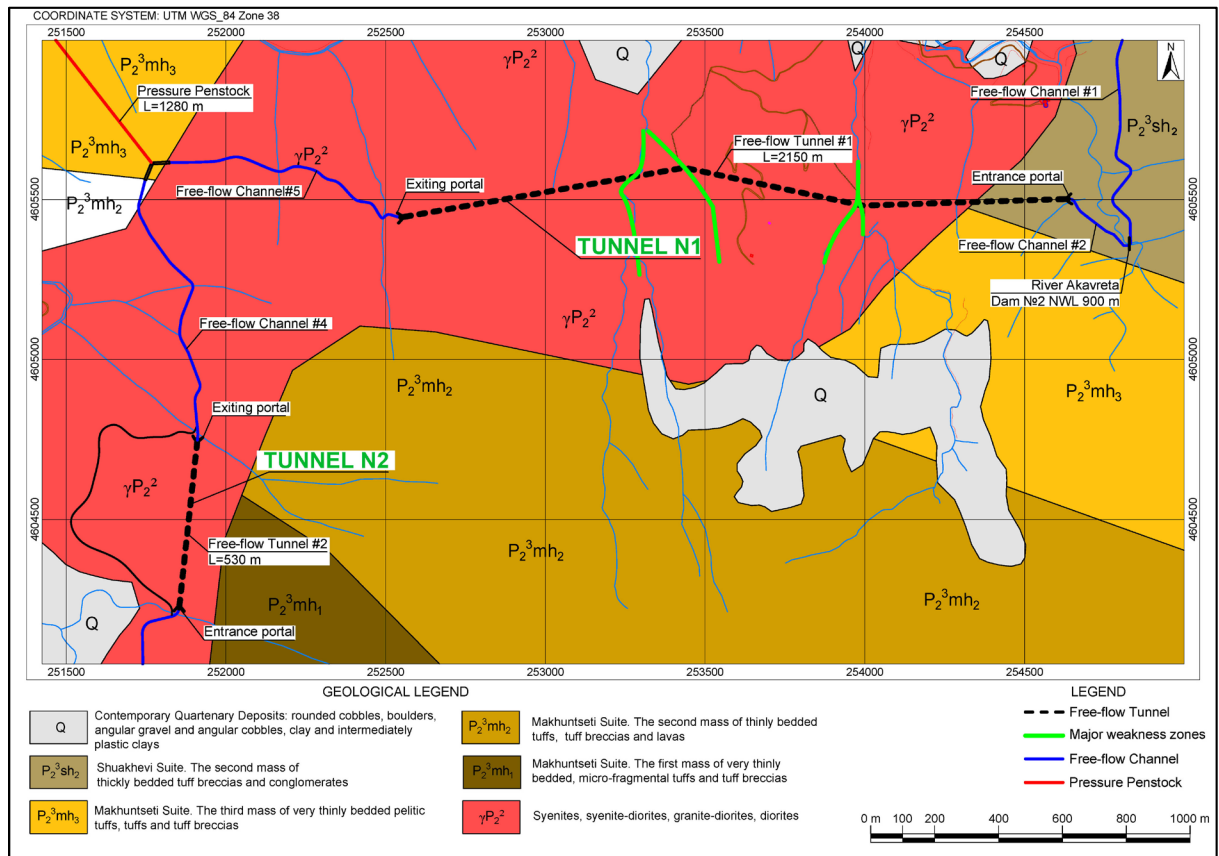 COORDINATE SYSTEM: UTM WGS_84 Zone 38
251500 252000 252500 253000 253500 254000 254500
N
P₂³mh₃
γP₂²
Q
Q
Q
Pressure Penstock
L=1280 m
Free-flow Channel #1
P₂³mh₃
γP₂²
Free-flow Tunnel #1
L=2150 m
γP₂²
P₂³sh₂
Free-flow Channel#5
Exiting portal
Entrance portal
P₂³mh₂
4605500
4605500
TUNNEL N1
Free-flow Channel #2
River Akavreta
Dam №2 NWL 900 m
γP₂²
Free-flow Channel #4
4605000
4605000
P₂³mh₂
Q
P₂³mh₃
Exiting portal
TUNNEL N2
γP₂²
4604500
4604500
Free-flow Tunnel #2
L=530 m
P₂³mh₂
P₂³mh₁
P₂³mh₂
Q
Entrance portal
251500 252000 252500 253000 253500 254000 254500
GEOLOGICAL LEGEND
Q
Contemporary Quartenary Deposits: rounded cobbles, boulders,
angular gravel and angular cobbles, clay and intermediately
plastic clays
P₂³sh₂
Shuakhevi Suite. The second mass of
thickly bedded tuff breccias and conglomerates
P₂³mh₃
Makhuntseti Suite. The third mass of very thinly bedded pelitic
tuffs, tuffs and tuff breccias
P₂³mh₂
Makhuntseti Suite. The second mass of thinly bedded
tuffs, tuff breccias and lavas
P₂³mh₁
Makhuntseti Suite. The first mass of very thinly
bedded, micro-fragmental tuffs and tuff breccias
γP₂²
Syenites, syenite-diorites, granite-diorites, diorites
LEGEND
Free-flow Tunnel
Major weakness zones
Free-flow Channel
Pressure Penstock
0 m 100 200 400 600 800 1000 m